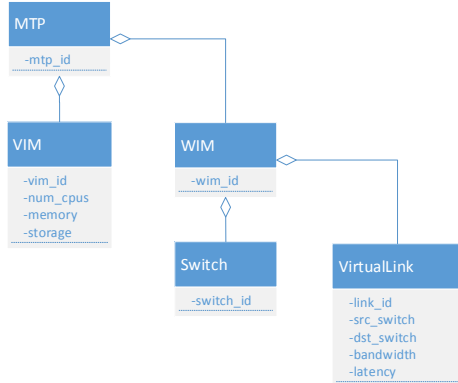 MTP
-mtp_id
VIM
-vim_id
-num_cpus
-memory
-storage
WIM
-wim_id
Switch
-switch_id
VirtualLink
-link_id
-src_switch
-dst_switch
-bandwidth
-latency